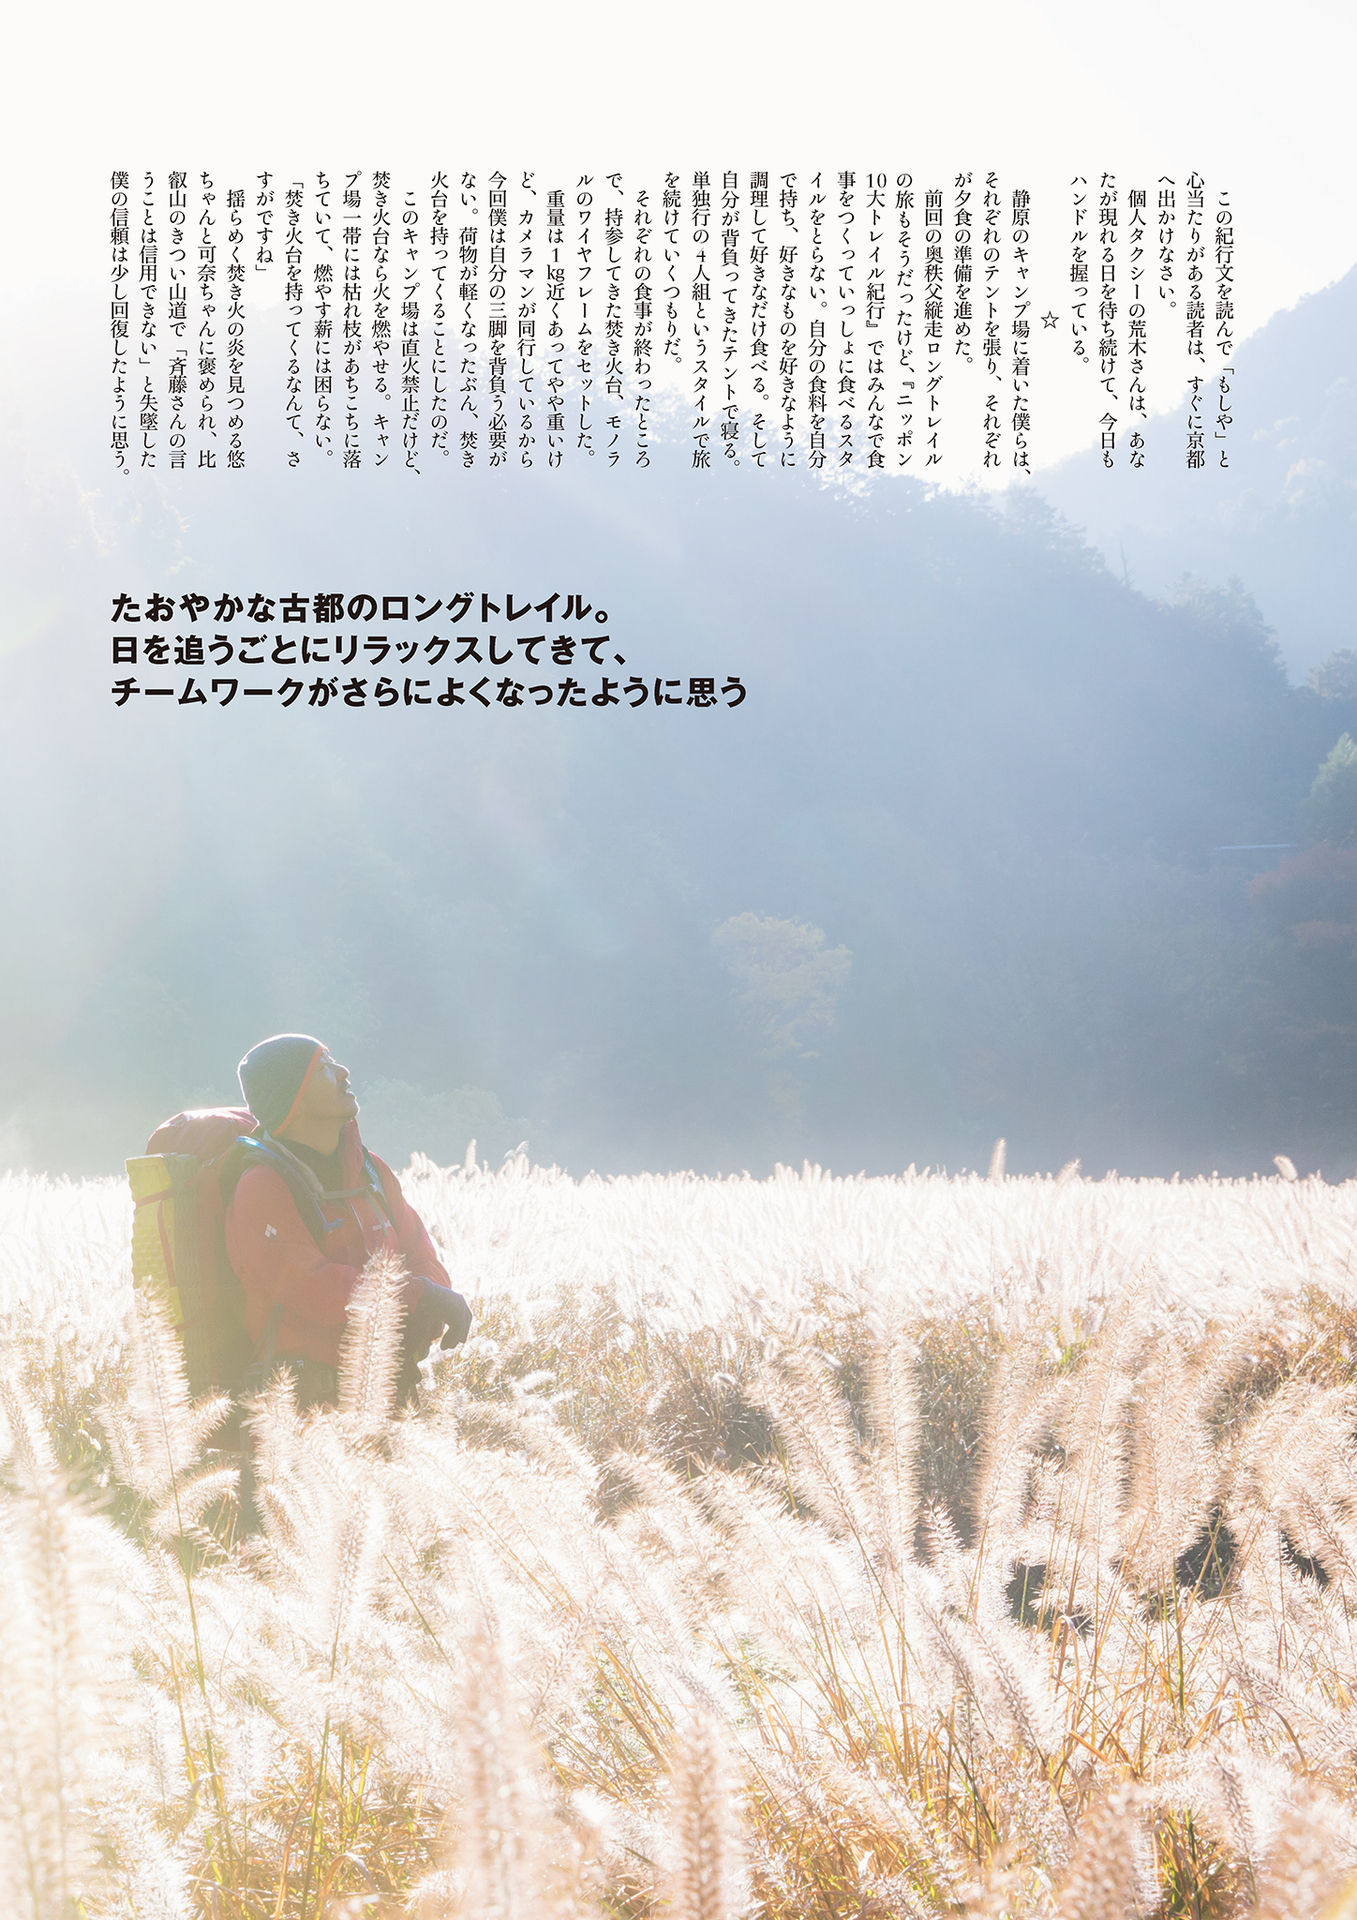 この紀行文を読んで「もしや」と
心当たりがある読者は、すぐに京都
へ出かけなさい。
　個人タクシーの荒木さんは、あな
たが現れる日を待ち続けて、今日も
ハンドルを握っている。
☆
　静原のキャンプ場に着いた僕らは、
それぞれのテントを張り、それぞれ
が夕食の準備を進めた。
　前回の奥秩父縦走ロングトレイル
の旅もそうだったけど、『ニッポン
10大トレイル紀行』ではみんなで食
事をつくっていっしょに食べるスタ
イルをとらない。自分の食料を自分
で持ち、好きなものを好きなように
調理して好きなだけ食べる。そして
自分が背負ってきたテントで寝る。
単独行の4人組というスタイルで旅
を続けていくつもりだ。
　それぞれの食事が終わったところ
で、持参してきた焚き火台、モノラ
ルのワイヤフレームをセットした。
　重量は1kg近くあってやや重いけ
ど、カメラマンが同行しているから
今回僕は自分の三脚を背負う必要が
ない。荷物が軽くなったぶん、焚き
火台を持ってくることにしたのだ。
　このキャンプ場は直火禁止だけど、
焚き火台なら火を燃やせる。キャン
プ場一帯には枯れ枝があちこちに落
ちていて、燃やす薪には困らない。
「焚き火台を持ってくるなんて、さ
すがですね」
　揺らめく焚き火の炎を見つめる悠
ちゃんと可奈ちゃんに褒められ、比
叡山のきつい山道で「斉藤さんの言
うことは信用できない」と失墜した
僕の信頼は少し回復したように思う。
たおやかな古都のロングトレイル。
日を追うごとにリラックスしてきて、
チームワークがさらによくなったように思う